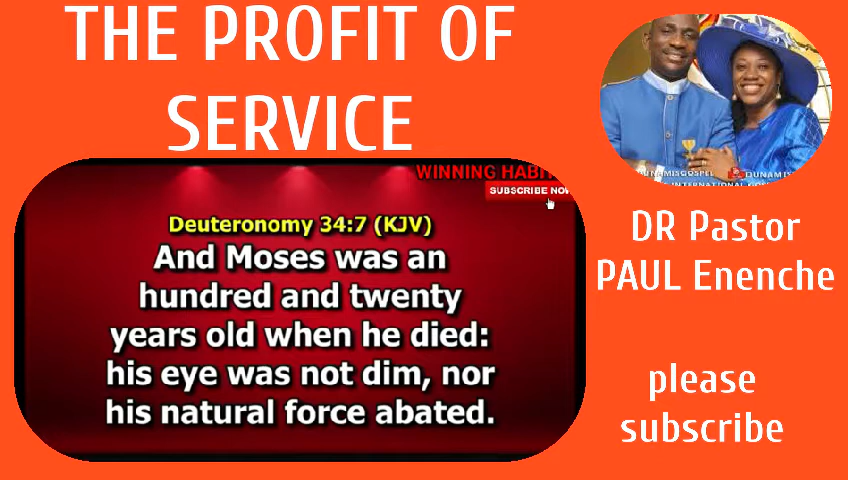 THE PROFIT OF
SERVICE
WINNING HABI
SUBSCRIBE NOW
Deuteronomy 34:7 (KJV)
And Moses was an
hundred and twenty
years old when he died:
his eye was not dim, nor
his natural force abated.
DUNAMIS
INTERNATIONAL
DR Pastor
PAUL Enenche
please
subscribe